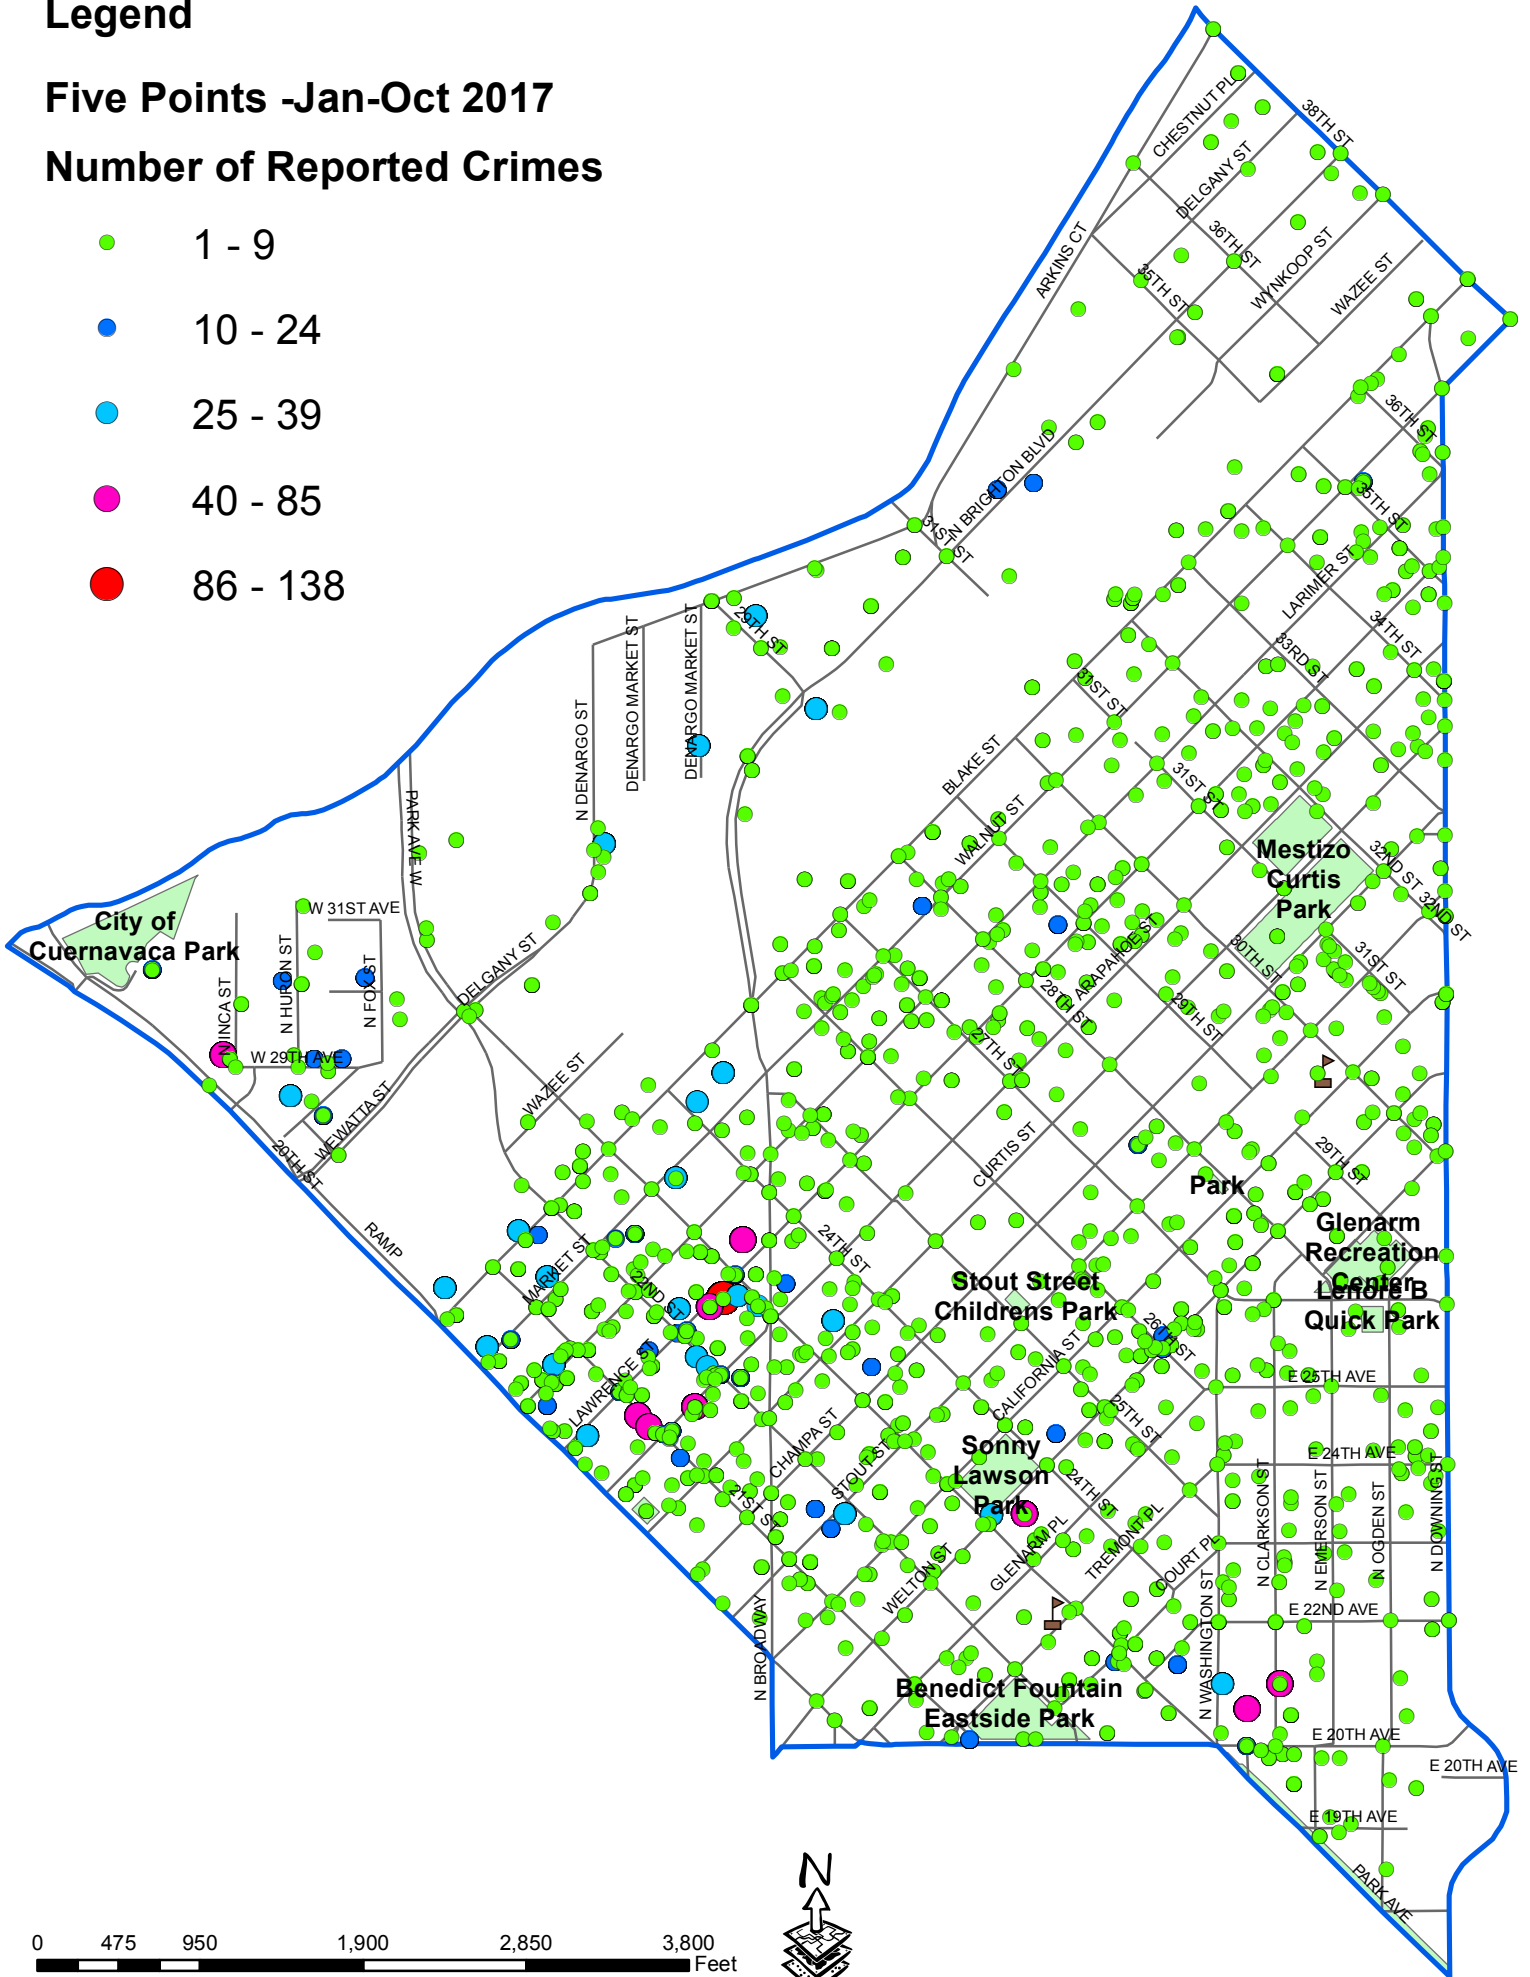 Legend
Five Points -Jan-Oct 2017
Number of Reported Crimes
1 - 9
10 - 24
25 - 39
40 - 85
86 - 138
38TH ST
CHESTNUT PL
DELGANY ST
36TH ST
WYNKOOP ST
WAZEE ST
ARKINS CT
35TH ST
36TH ST
N BRIGHTON BLVD
31ST ST
35TH ST
LARIMER ST
34TH ST
33RD ST
29TH ST
DENARGO MARKET ST
DENARGO MARKET ST
N DENARGO ST
31ST ST
BLAKE ST
31ST ST
WALNUT ST
PARK AVE W
Mestizo
Curtis
Park
32ND ST
32ND ST
City of
Cuernavaca Park
W 31ST AVE
N INCA ST
N HURON ST
N FOX ST
W 29TH AVE
DELGANY ST
ARAPAHOE ST
30TH ST
31ST ST
28TH ST
29TH ST
27TH ST
WAZEE ST
WEWATTA ST
20TH ST
RAMP
CURTIS ST
29TH ST
Park
Glenarm
Recreation
Center
Lenore B
Quick Park
24TH ST
MARKET ST
22ND ST
Stout Street
Childrens Park
26TH ST
CALIFORNIA ST
LAWRENCE ST
E 25TH AVE
25TH ST
CHAMPA ST
STOUT ST
Sonny
Lawson
Park
E 24TH AVE
24TH ST
21ST ST
N CLARKSON ST
N EMERSON ST
N OGDEN ST
N DOWNING ST
WELTON ST
GLENARM PL
TREMONT PL
COURT PL
N WASHINGTON ST
E 22ND AVE
N BROADWAY
Benedict Fountain
Eastside Park
E 20TH AVE
E 20TH AVE
E 19TH AVE
PARK AVE
N
0 475 950 1,900 2,850 3,800
Feet